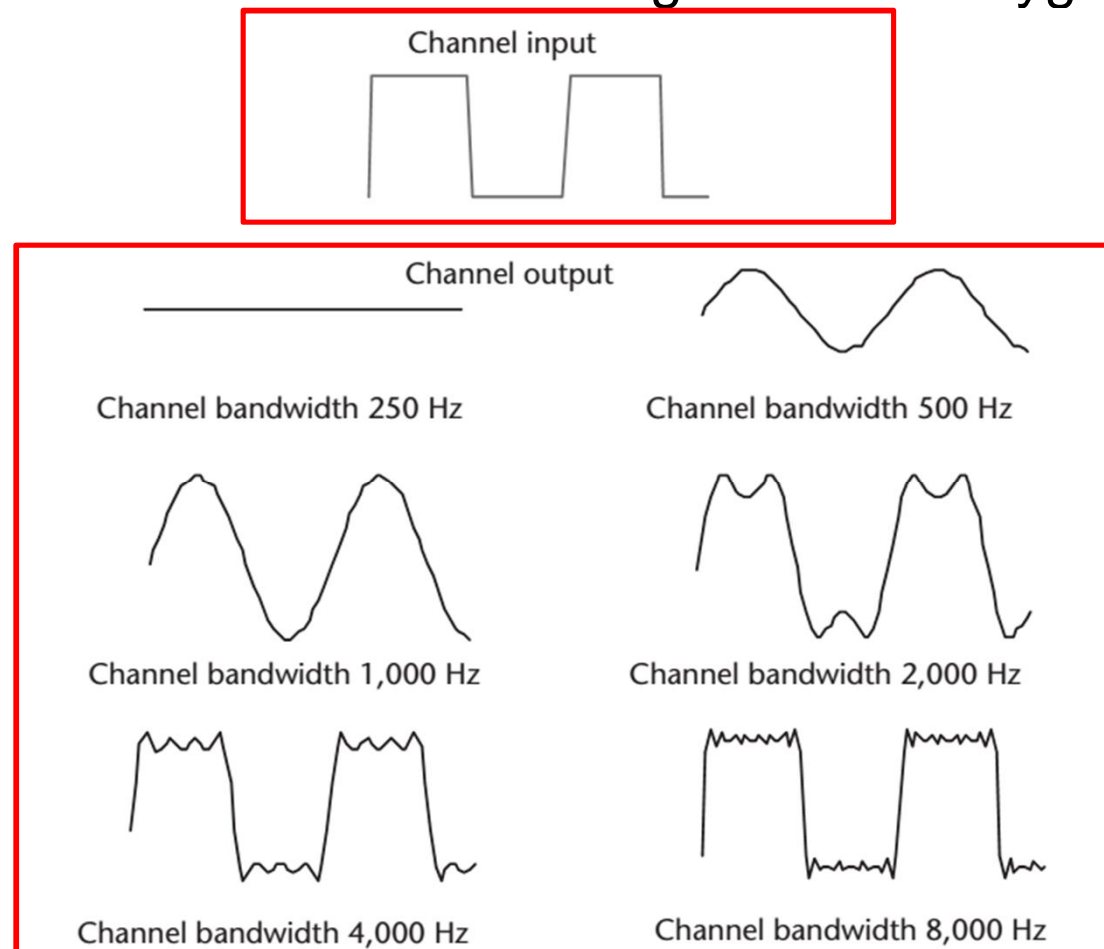 Channel input
Channel output
Channel bandwidth 250 Hz
Channel bandwidth 500 Hz
Channel bandwidth 1,000 Hz
Channel bandwidth 2,000 Hz
Channel bandwidth 4,000 Hz
Channel bandwidth 8,000 Hz